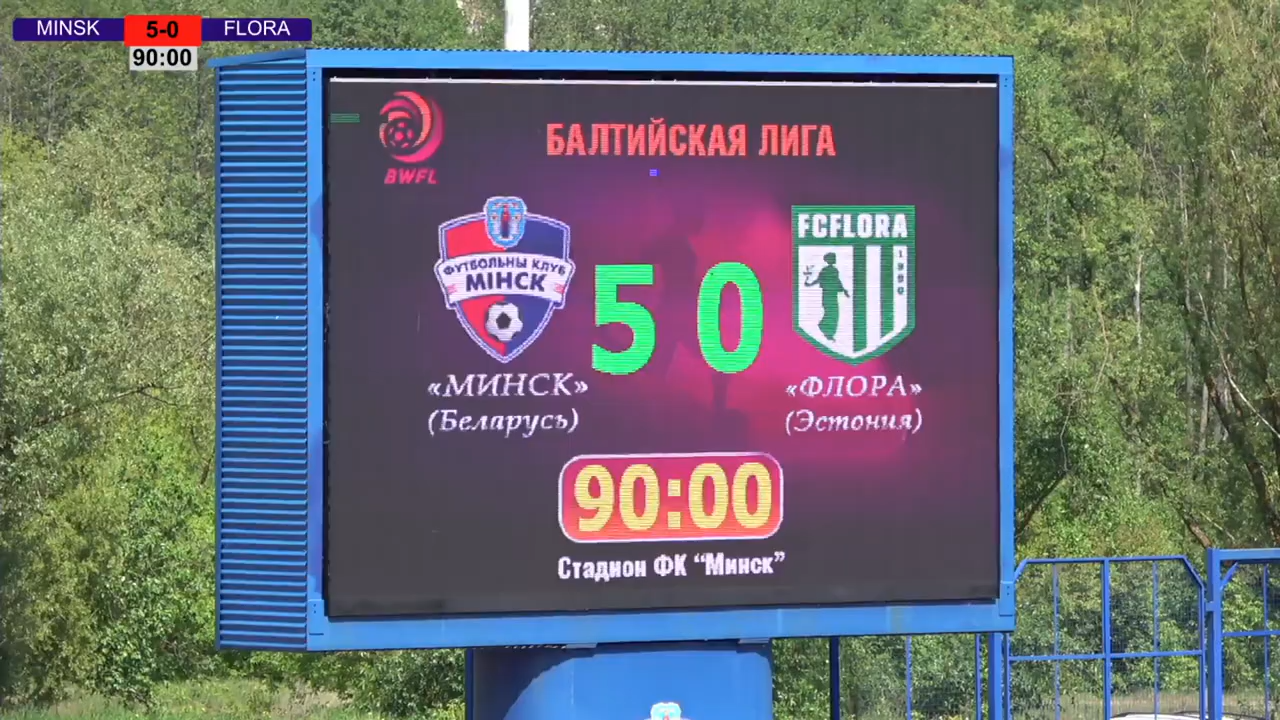 MINSK 5-0 FLORA
90:00
BWFL
БАЛТИЙСКАЯ ЛИГА
ФУТБОЛЬНЫ КЛУБ
МІНСК
FCFLORA
1990
5 0
«МИНСК»
(Беларусь)
«ФЛОРА»
(Эстония)
90:00
Стадион ФК “Минск”